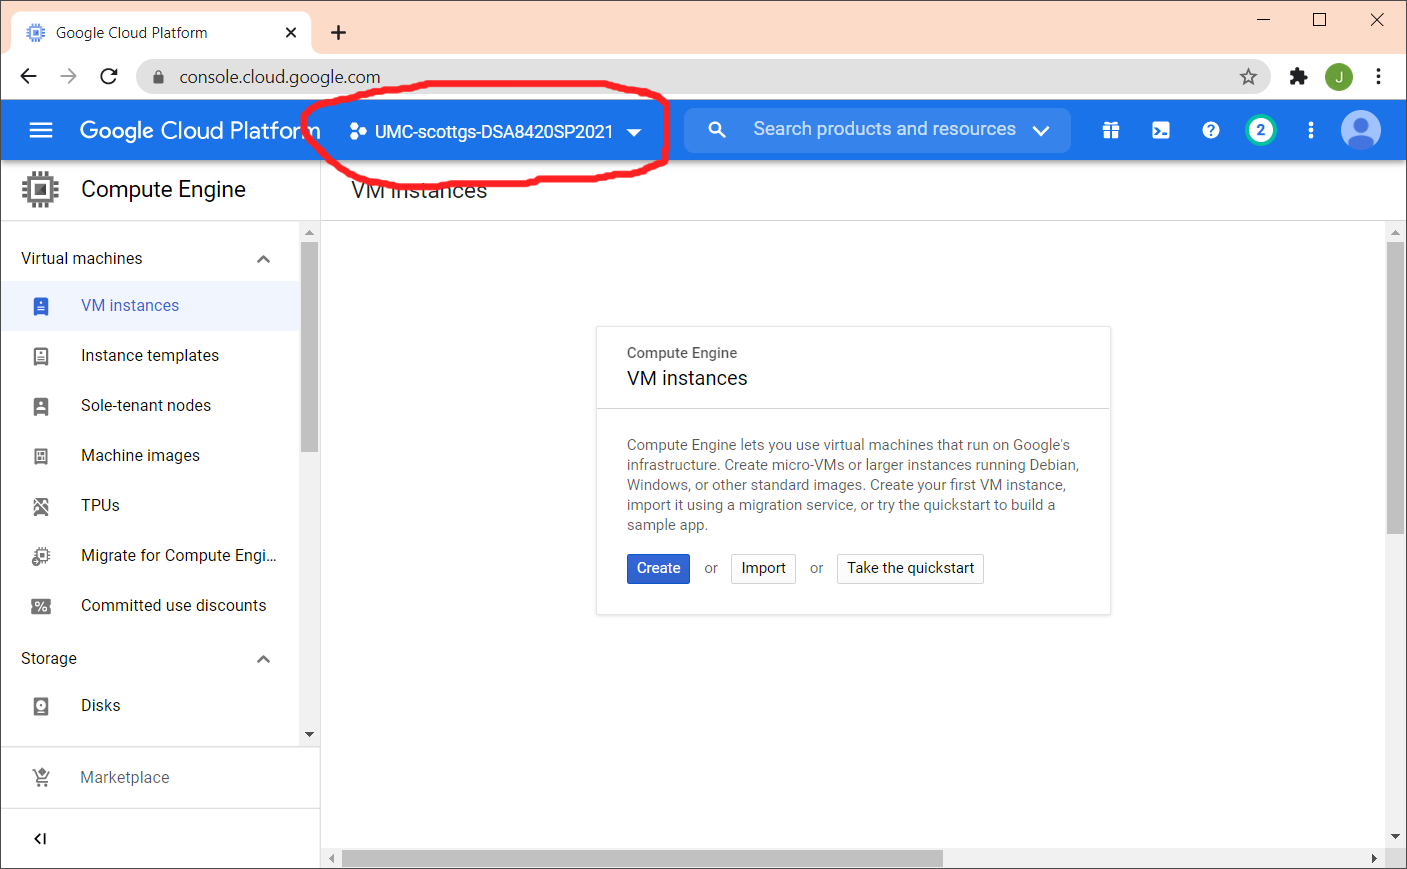 Google Cloud Platform
console.cloud.google.com
J
Google Cloud Platform
UMC-scottgs-DSA8420SP2021
Search products and resources
2
Compute Engine
VM instances
Virtual machines
VM instances
Instance templates
Sole-tenant nodes
Machine images
TPUs
Migrate for Compute Engi...
Committed use discounts
Storage
Disks
Marketplace
Compute Engine
VM instances
Compute Engine lets you use virtual machines that run on Google's
infrastructure. Create micro-VMs or larger instances running Debian,
Windows, or other standard images. Create your first VM instance,
import it using a migration service, or try the quickstart to build a
sample app.
Create or Import or Take the quickstart